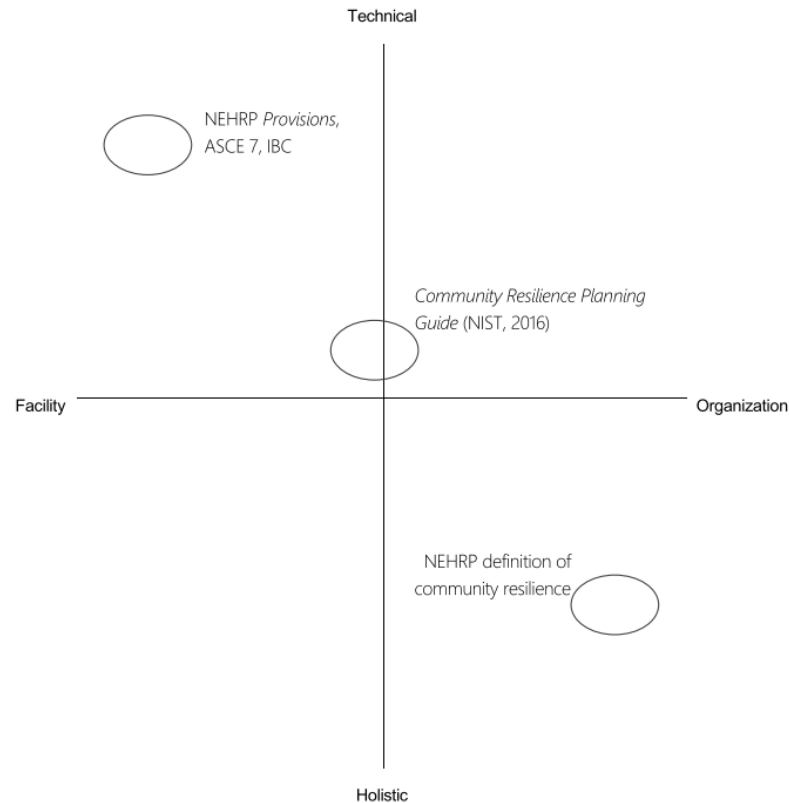 Technical
NEHRP Provisions,
ASCE 7, IBC
Community Resilience Planning
Guide (NIST, 2016)
Facility
Organization
NEHRP definition of
community resilience
Holistic